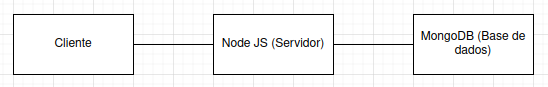 Cliente
Node JS (Servidor)
MongoDB (Base de
dados)